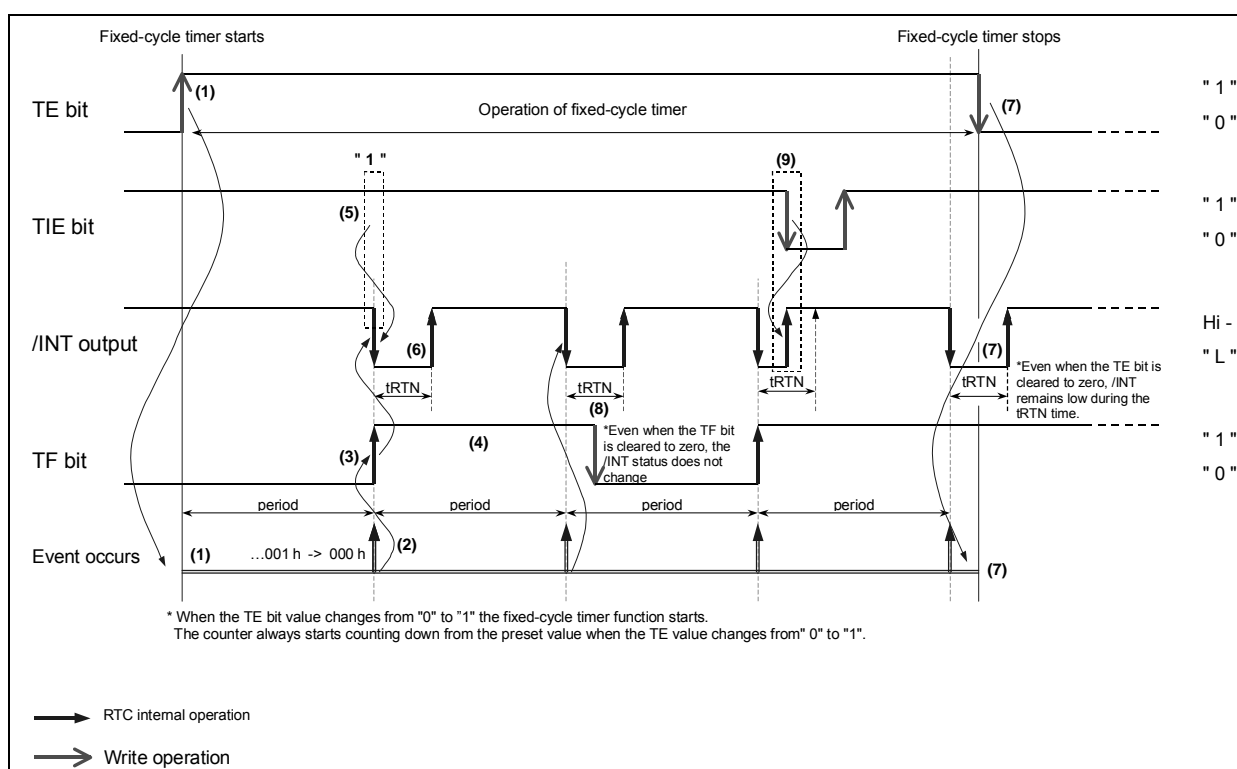 Fixed-cycle timer starts
Fixed-cycle timer stops
TE bit
(1)
Operation of fixed-cycle timer
(7)
" 1 "
" 0 "
" 1 "
(9)
TIE bit
(5)
" 1 "
" 0 "
/INT output
(6)
(7)
Hi -
" L "
tRTN
tRTN
tRTN
tRTN
*Even when the TE bit is
cleared to zero, /INT
remains low during the
tRTN time.
(8)
TF bit
(3)
(4)
*Even when the TF bit
is cleared to zero, the
/INT status does not
change
" 1 "
" 0 "
period
period
period
period
Event occurs
(1)
...001 h -> 000 h
(2)
(7)
* When the TE bit value changes from "0" to "1" the fixed-cycle timer function starts.
The counter always starts counting down from the preset value when the TE value changes from" 0" to "1".
RTC internal operation
Write operation